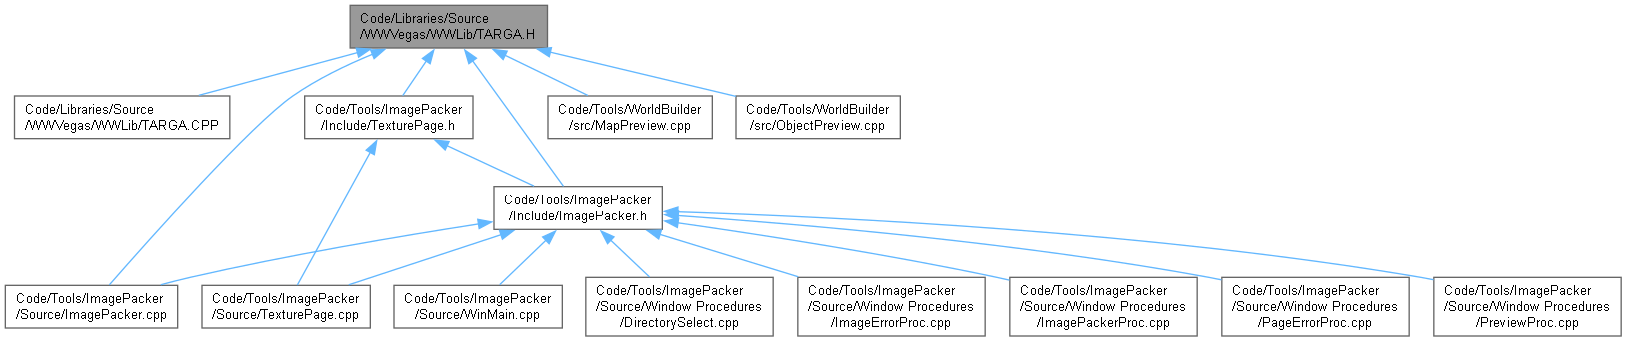 Code/Libraries/Source
/WWVegas/WWLib/TARGA.H
Code/Libraries/Source
/WWVegas/WWLib/TARGA.CPP
Code/Tools/ImagePacker
/Include/TexturePage.h
Code/Tools/WorldBuilder
/src/MapPreview.cpp
Code/Tools/WorldBuilder
/src/ObjectPreview.cpp
Code/Tools/ImagePacker
/Include/ImagePacker.h
Code/Tools/ImagePacker
/Source/ImagePacker.cpp
Code/Tools/ImagePacker
/Source/TexturePage.cpp
Code/Tools/ImagePacker
/Source/WinMain.cpp
Code/Tools/ImagePacker
/Source/Window Procedures
/DirectorySelect.cpp
Code/Tools/ImagePacker
/Source/Window Procedures
/ImageErrorProc.cpp
Code/Tools/ImagePacker
/Source/Window Procedures
/ImagePackerProc.cpp
Code/Tools/ImagePacker
/Source/Window Procedures
/PageErrorProc.cpp
Code/Tools/ImagePacker
/Source/Window Procedures
/PreviewProc.cpp